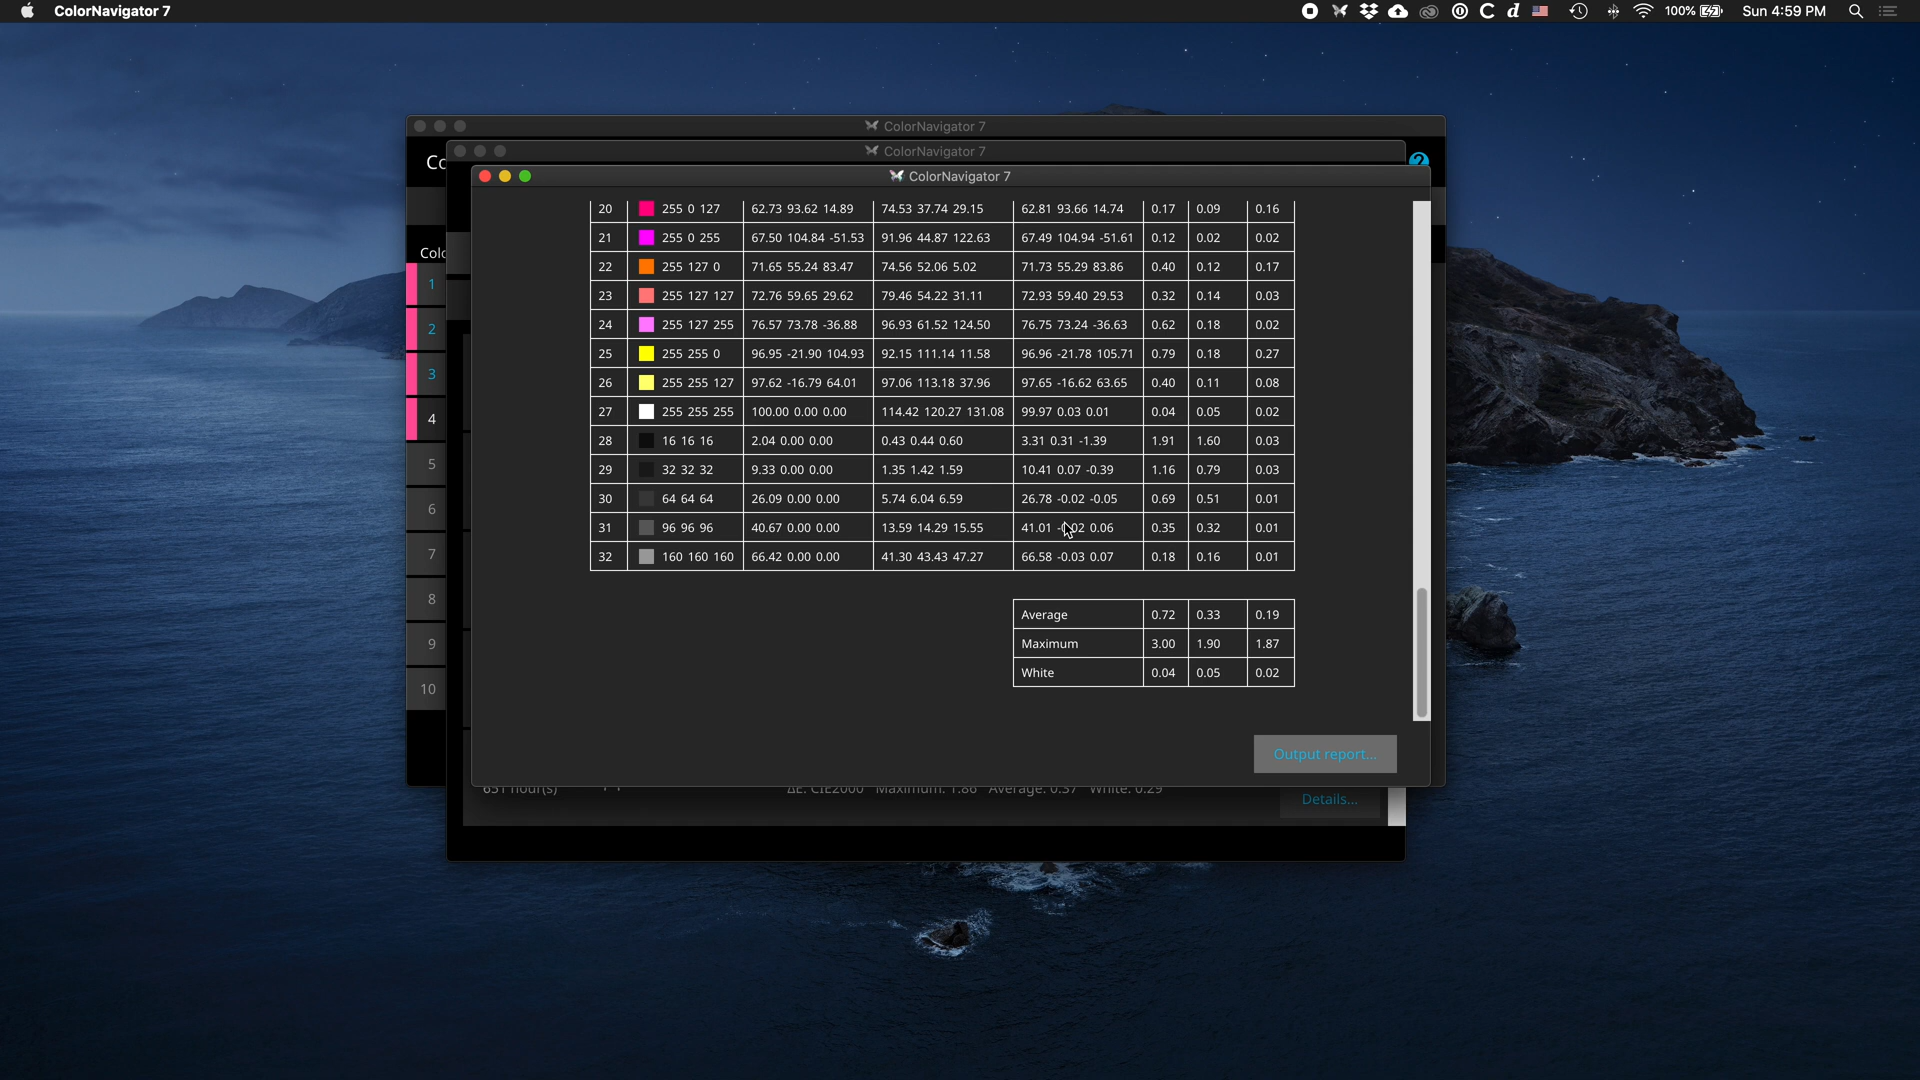 ColorNavigator 7
100%
Sun 4:59 PM
ColorNavigator 7
ColorNavigator 7
ColorNavigator 7
20 255 0 127 62.73 93.62 14.89 74.53 37.74 29.15 62.81 93.66 14.74 0.17 0.09 0.16
21 255 0 255 67.50 104.84 -51.53 91.96 44.87 122.63 67.49 104.94 -51.61 0.12 0.02 0.02
22 255 127 0 71.65 55.24 83.47 74.56 52.06 5.02 71.73 55.29 83.86 0.40 0.12 0.17
23 255 127 127 72.76 59.65 29.62 79.46 54.22 31.11 72.93 59.40 29.53 0.32 0.14 0.03
24 255 127 255 76.57 73.78 -36.88 96.93 61.52 124.50 76.75 73.24 -36.63 0.62 0.18 0.02
25 255 255 0 96.95 -21.90 104.93 92.15 111.14 11.58 96.96 -21.78 105.71 0.79 0.18 0.27
26 255 255 127 97.62 -16.79 64.01 97.06 113.18 37.96 97.65 -16.62 63.65 0.40 0.11 0.08
27 255 255 255 100.00 0.00 0.00 114.42 120.27 131.08 99.97 0.03 0.01 0.04 0.05 0.02
28 16 16 16 2.04 0.00 0.00 0.43 0.44 0.60 3.31 0.31 -1.39 1.91 1.60 0.03
29 32 32 32 9.33 0.00 0.00 1.35 1.42 1.59 10.41 0.07 -0.39 1.16 0.79 0.03
30 64 64 64 26.09 0.00 0.00 5.74 6.04 6.59 26.78 -0.02 -0.05 0.69 0.51 0.01
31 96 96 96 40.67 0.00 0.00 13.59 14.29 15.55 41.01 -0.02 0.06 0.35 0.32 0.01
32 160 160 160 66.42 0.00 0.00 41.30 43.43 47.27 66.58 -0.03 0.07 0.18 0.16 0.01
Average 0.72 0.33 0.19
Maximum 3.00 1.90 1.87
White 0.04 0.05 0.02
Output report...
Details...
1
2
3
4
5
6
7
8
9
10
651 hour(s)
ΔE: CIE2000 Maximum: 1.86 Average: 0.37 White: 0.29